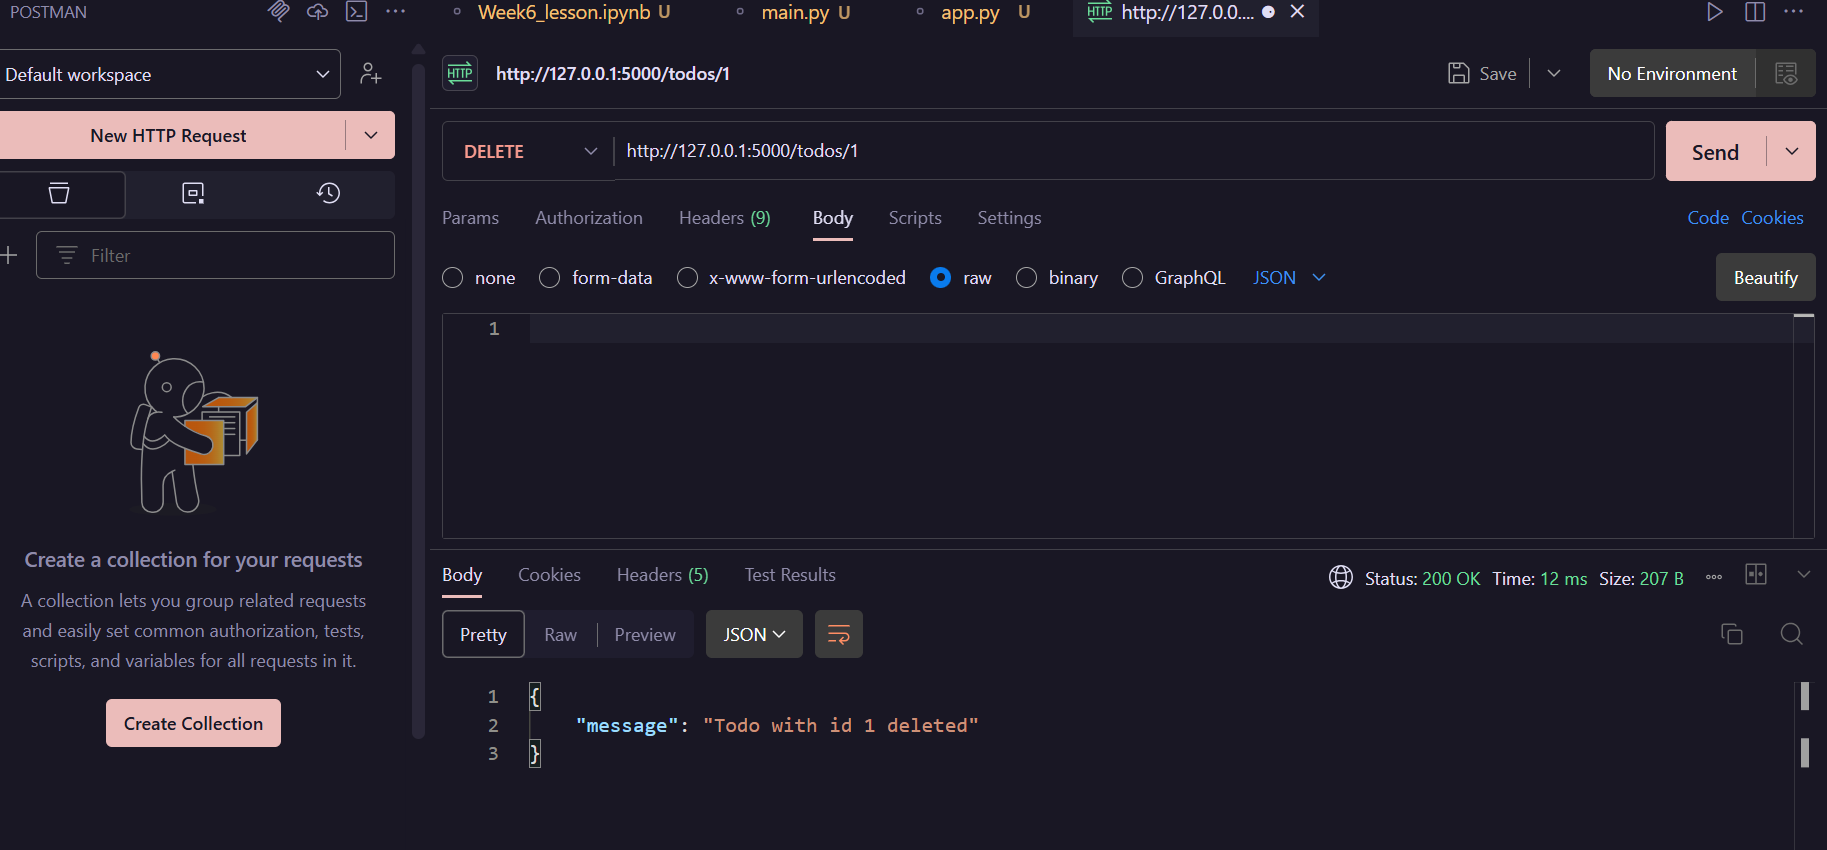 POSTMAN
Week6_lesson.ipynb U
main.py U
app.py U
HTTP http://127.0.0....
Default workspace
HTTP http://127.0.0.1:5000/todos/1
Save
No Environment
New HTTP Request
DELETE http://127.0.0.1:5000/todos/1
Send
Params Authorization Headers (9) Body Scripts Settings
Code Cookies
Filter
none form-data x-www-form-urlencoded raw binary GraphQL JSON
Beautify
1
Create a collection for your requests
A collection lets you group related requests
and easily set common authorization, tests,
scripts, and variables for all requests in it.
Create Collection
Body Cookies Headers (5) Test Results
Status: 200 OK Time: 12 ms Size: 207 B
Pretty Raw Preview JSON
1 {
2 "message": "Todo with id 1 deleted"
3 }